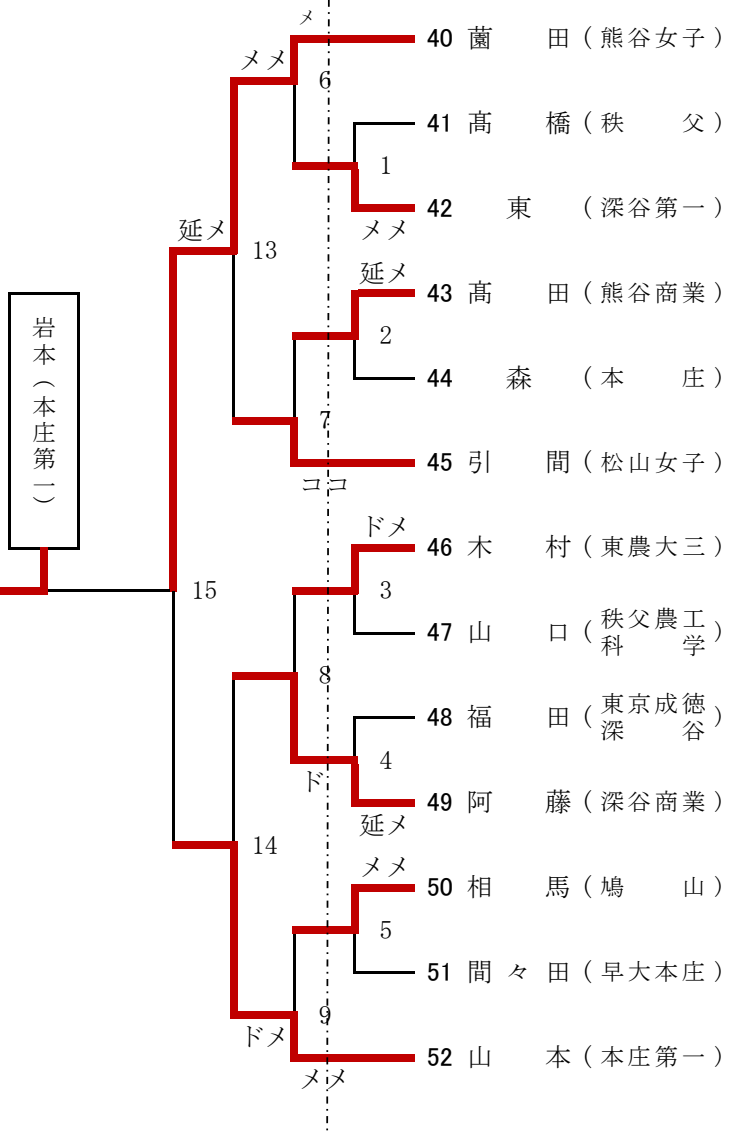 メ
40 薗 田 (熊谷女子)
メメ
6
41 髙 橋 (秩 父)
1
42 東 (深谷第一)
メメ
延メ
13
延メ
43 髙 田 (熊谷商業)
2
44 森 (本 庄)
7
45 引 間 (松山女子)
ココ
岩本(本庄第一)
ドメ
46 木 村 (東農大三)
15
3
47 山 口 (秩父農工科 学)
8
48 福 田 (東京成徳深 谷)
4
ド
49 阿 藤 (深谷商業)
延メ
14
メメ
50 相 馬 (鳩 山)
5
51 間 々 田 (早大本庄)
9
ドメ
52 山 本 (本庄第一)
メメ